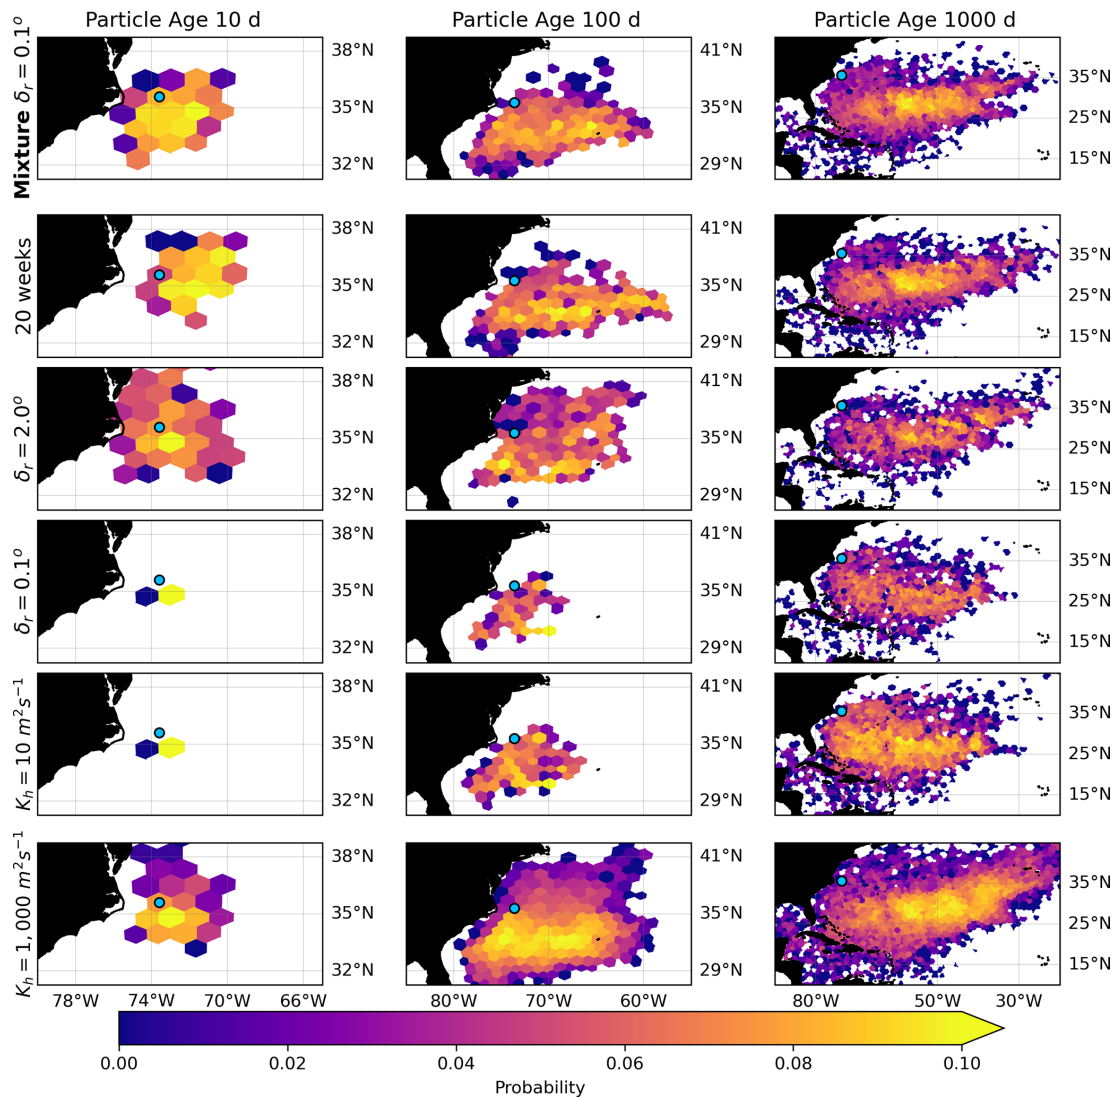 Particle Age 10 d Particle Age 100 d Particle Age 1000 d
Mixture δr = 0.1°
38°N 41°N
35°N 35°N 35°N
25°N
32°N 29°N 15°N
20 weeks
38°N 41°N
35°N 35°N 35°N
25°N
32°N 29°N 15°N
δr = 2.0°
38°N 41°N
35°N 35°N 35°N
25°N
32°N 29°N 15°N
δr = 0.1°
38°N 41°N
35°N 35°N 35°N
25°N
32°N 29°N 15°N
Kh = 10 m²s⁻¹
38°N 41°N
35°N 35°N 35°N
25°N
32°N 29°N 15°N
Kh = 1,000 m²s⁻¹
38°N 41°N
35°N 35°N 35°N
25°N
32°N 29°N 15°N
78°W 74°W 70°W 66°W 80°W 70°W 60°W 80°W 50°W 30°W
0.00 0.02 0.04 0.06 0.08 0.10
Probability